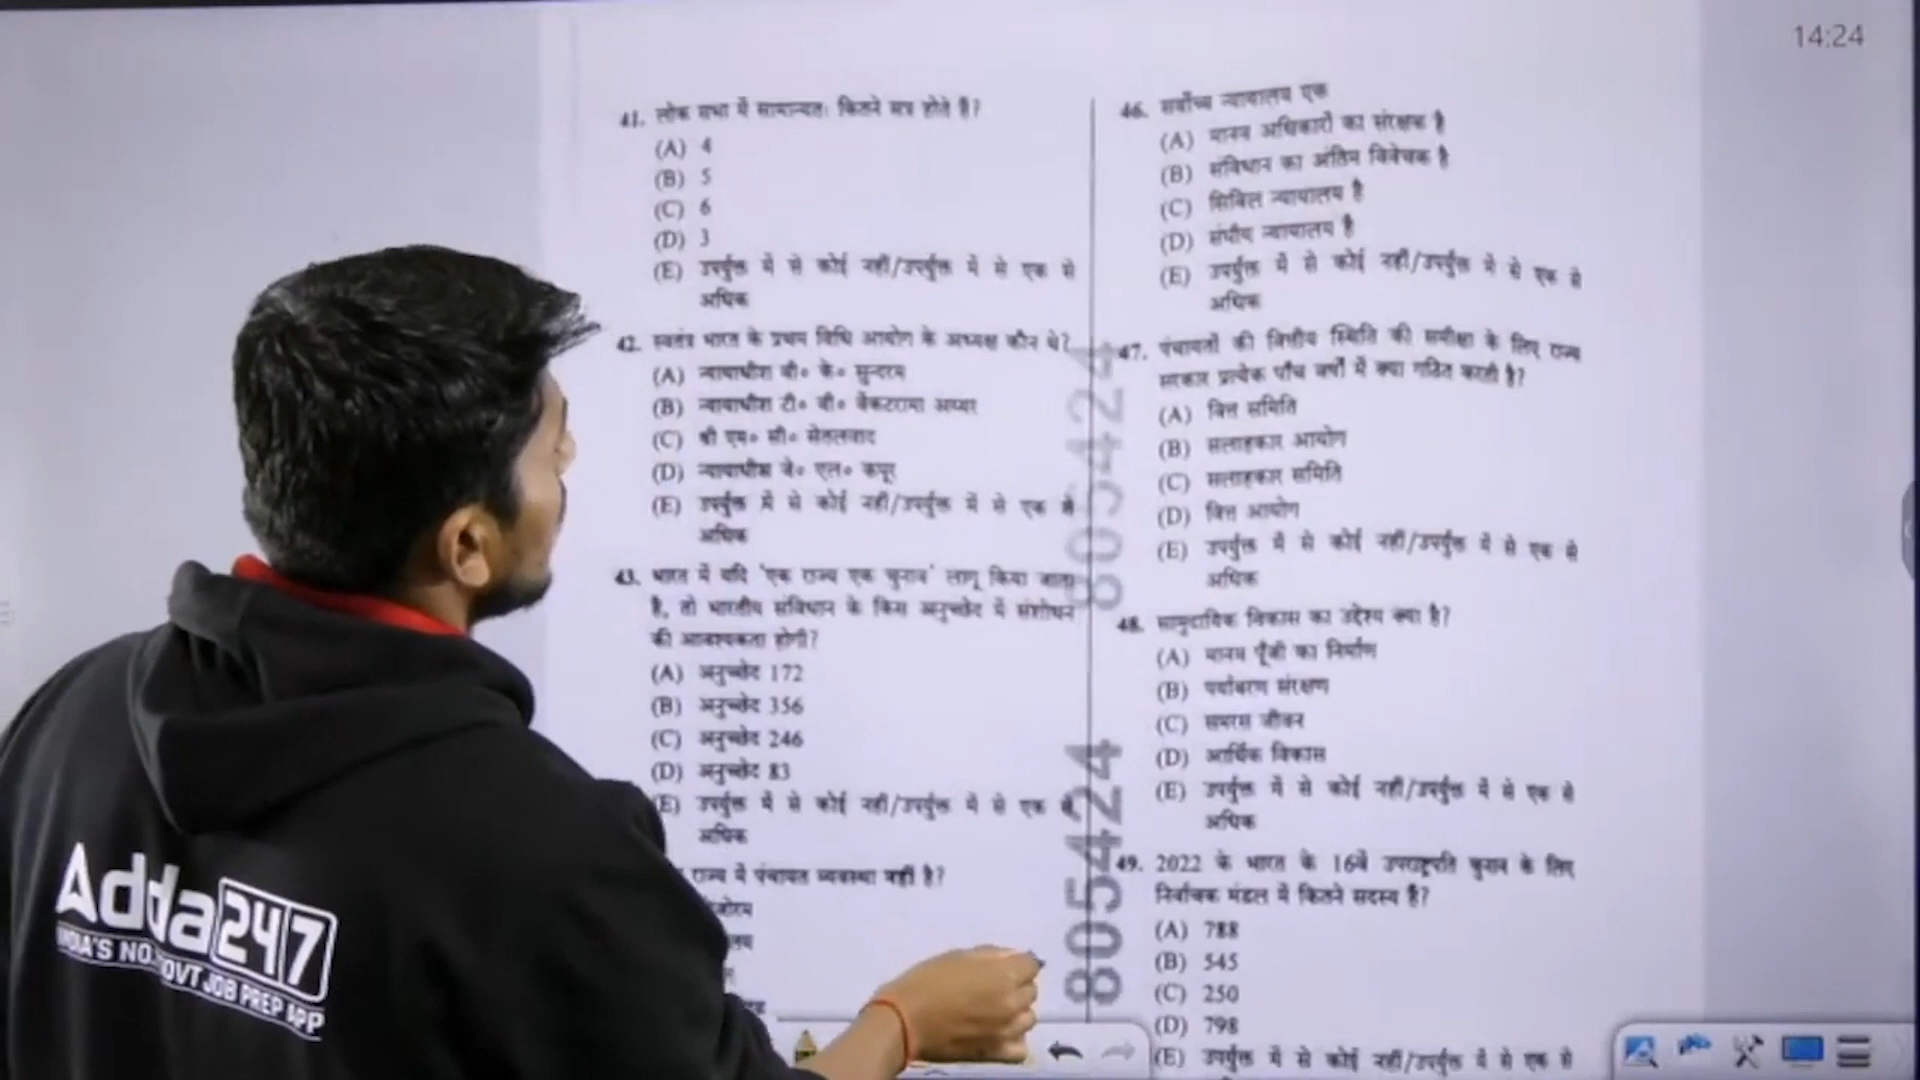 14:24
41. लोक सभा में सामान्यतः कितने सत्र होते हैं?
(A) 4
(B) 5
(C) 6
(D) 3
(E) उपर्युक्त में से कोई नहीं/उपर्युक्त में से एक से
अधिक
42. स्वतंत्र भारत के प्रथम विधि आयोग के अध्यक्ष कौन थे?
(A) न्यायाधीश वी० के० सुन्दरम
(B) न्यायाधीश टी० वी० वेंकटरामा अय्यर
(C) श्री एम० सी० सेतलवाद
(D) न्यायाधीश जे० एल० कपूर
(E) उपर्युक्त में से कोई नहीं/उपर्युक्त में से एक से
अधिक
43. भारत में यदि 'एक राज्य एक चुनाव' लागू किया जाता
है, तो भारतीय संविधान के किस अनुच्छेद में संशोधन
की आवश्यकता होगी?
(A) अनुच्छेद 172
(B) अनुच्छेद 356
(C) अनुच्छेद 246
(D) अनुच्छेद 83
(E) उपर्युक्त में से कोई नहीं/उपर्युक्त में से एक से
अधिक
राज्य में पंचायत व्यवस्था नहीं है?
46. सर्वोच्च न्यायालय एक
(A) मानव अधिकारों का संरक्षक है
(B) संविधान का अंतिम विवेचक है
(C) सिविल न्यायालय है
(D) संघीय न्यायालय है
(E) उपर्युक्त में से कोई नहीं/उपर्युक्त में से एक से
अधिक
47. पंचायतों की वित्तीय स्थिति की समीक्षा के लिए राज्य
सरकार प्रत्येक पाँच वर्षों में क्या गठित करती है?
(A) वित्त समिति
(B) सलाहकार आयोग
(C) सलाहकार समिति
(D) वित्त आयोग
(E) उपर्युक्त में से कोई नहीं/उपर्युक्त में से एक से
अधिक
48. सामुदायिक विकास का उद्देश्य क्या है?
(A) मानव पूँजी का निर्माण
(B) पर्यावरण संरक्षण
(C) समरस जीवन
(D) आर्थिक विकास
(E) उपर्युक्त में से कोई नहीं/उपर्युक्त में से एक से
अधिक
49. 2022 के भारत के 16वें उपराष्ट्रपति चुनाव के लिए
निर्वाचक मंडल में कितने सदस्य हैं?
(A) 788
(B) 545
(C) 250
(D) 798
(E) उपर्युक्त में से कोई नहीं/उपर्युक्त में से एक से
8054424
8054424
Adda247
INDIA'S NO.1 GOVT JOB PREP APP